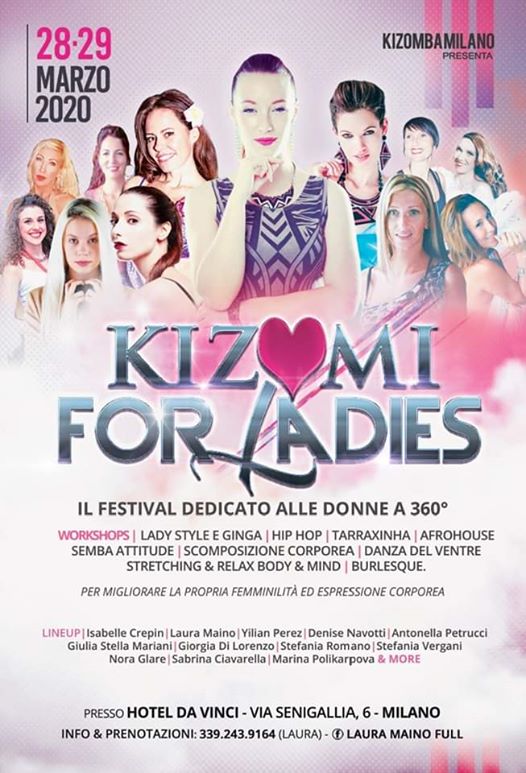 28-29
MARZO
2020
KIZOMBAMILANO
PRESENTA
KIZOMI
FOR LADIES
IL FESTIVAL DEDICATO ALLE DONNE A 360°
WORKSHOPS | LADY STYLE E GINGA | HIP HOP | TARRAXINHA | AFROHOUSE
SEMBA ATTITUDE | SCOMPOSIZIONE CORPOREA | DANZA DEL VENTRE
STRETCHING & RELAX BODY & MIND | BURLESQUE.
PER MIGLIORARE LA PROPRIA FEMMINILITÀ ED ESPRESSIONE CORPOREA
LINEUP|Isabelle Crepin|Laura Maino|Yilian Perez|Denise Navotti|Antonella Petrucci
Giulia Stella Mariani|Giorgia Di Lorenzo|Stefania Romano|Stefania Vergani
Nora Glare|Sabrina Ciavarella|Marina Polikarpova & MORE
PRESSO HOTEL DA VINCI - VIA SENIGALLIA, 6 - MILANO
INFO & PRENOTAZIONI: 339.243.9164 (LAURA) - f LAURA MAINO FULL